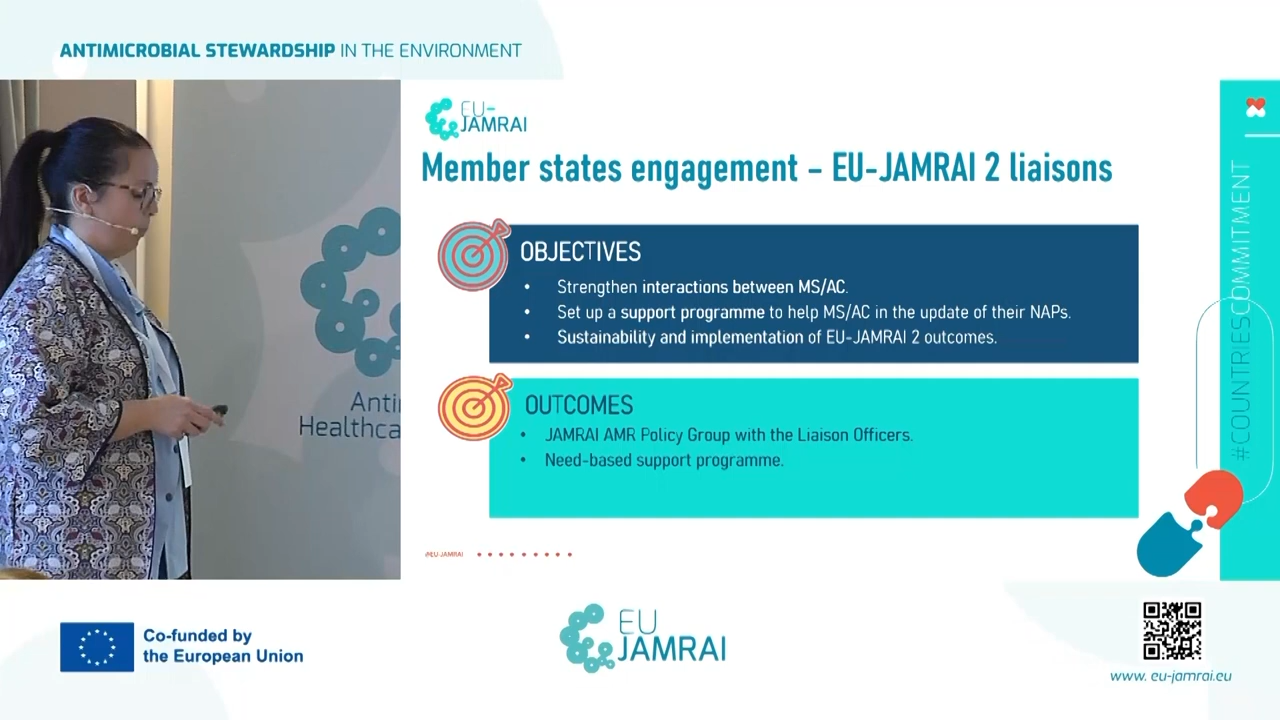 ANTIMICROBIAL STEWARDSHIP IN THE ENVIRONMENT
EU-
JAMRAI
Member states engagement – EU-JAMRAI 2 liaisons
OBJECTIVES
• Strengthen interactions between MS/AC.
• Set up a support programme to help MS/AC in the update of their NAPs.
• Sustainability and implementation of EU-JAMRAI 2 outcomes.
OUTCOMES
• JAMRAI AMR Policy Group with the Liaison Officers.
• Need-based support programme.
#EU-JAMRAI
#COUNTRIESCOMMITMENT
Anti
Healthca
Co-funded by
the European Union
EU
JAMRAI
www. eu-jamrai.eu